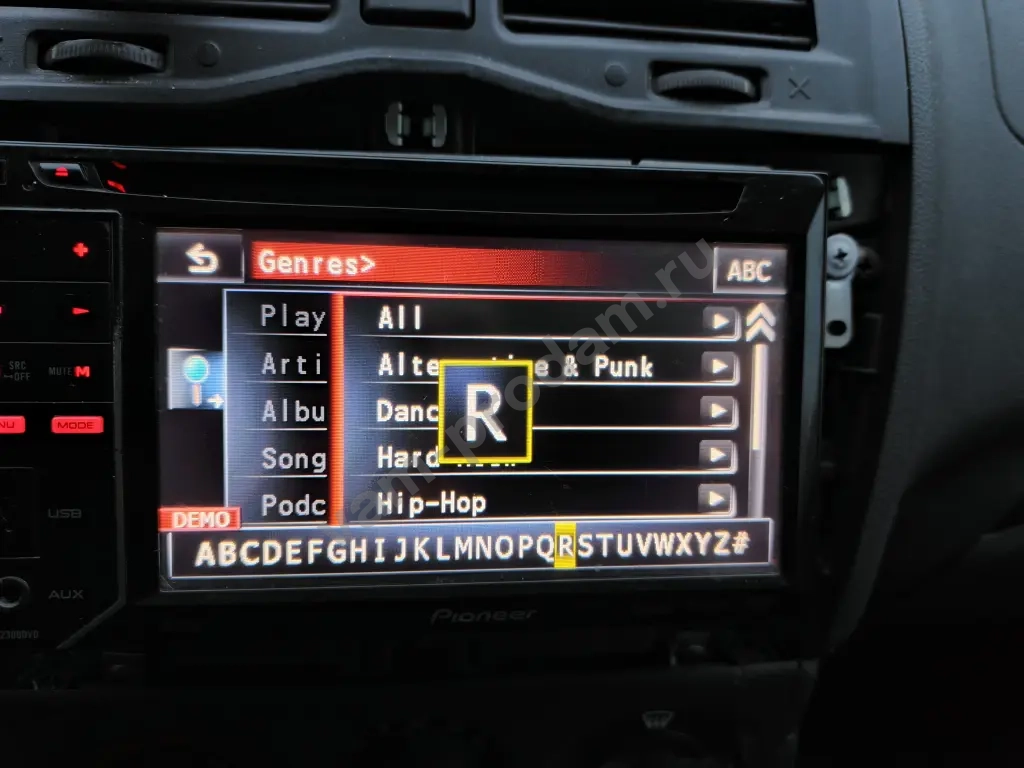 Genres>
ABC
Play
All
Arti
Alte
e & Punk
R
Albu
Danc
Song
Hard
Podc
Hip-Hop
DEMO
ABCDEFGHIJKLMNOPQRSTUVWXYZ#
SRC
OFF
MUTE M
MODE
USB
AUX
Pioneer